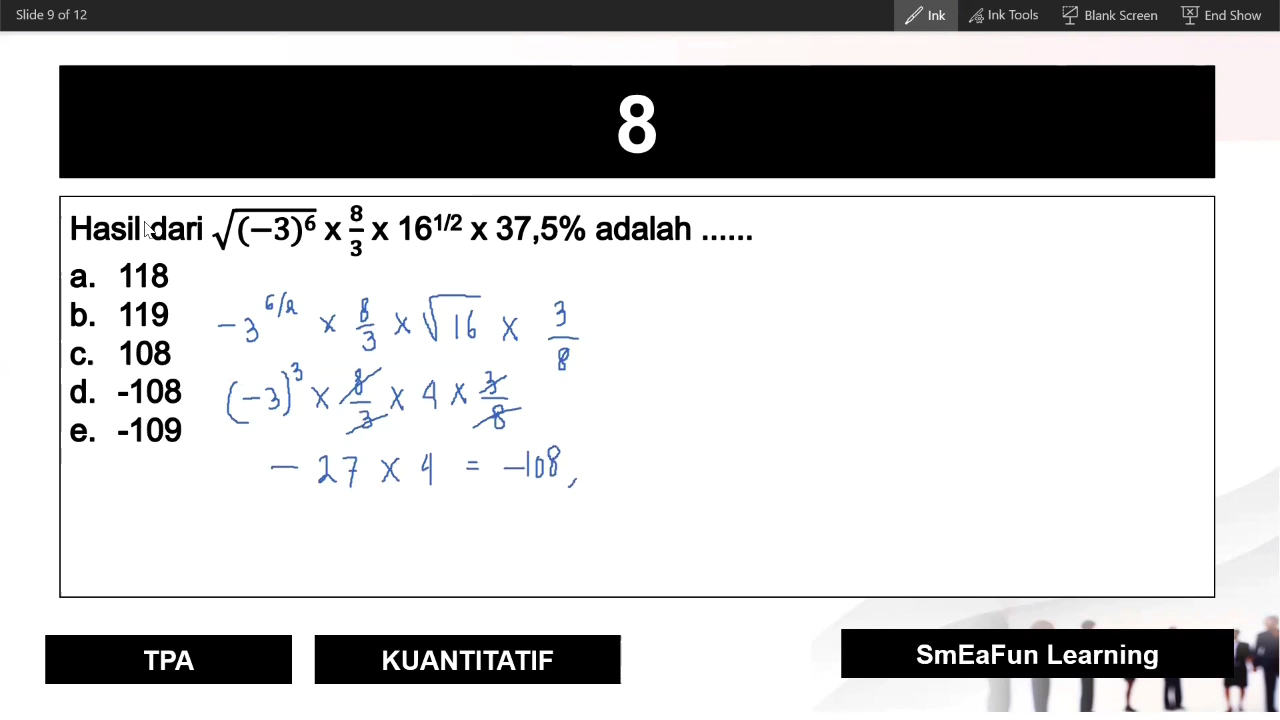 Slide 9 of 12
Ink
Ink Tools
Blank Screen
End Show
8
Hasil dari √(−3)⁶ x 8/3 x 16^1/2 x 37,5% adalah ......
a. 118
b. 119
c. 108
d. -108
e. -109
-3^6/2 x 8/3 x √16 x 3/8
(-3)³ x 8/3 x 4 x 3/8
- 27 x 4 = -108,
TPA
KUANTITATIF
SmEaFun Learning